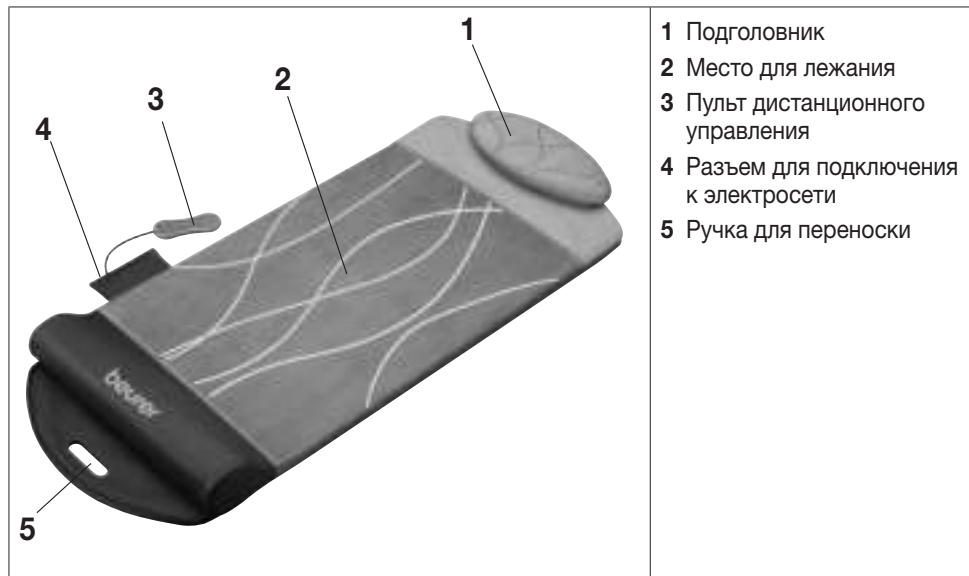 1
2
3
4
5
beurer
1 Подголовник
2 Место для лежания
3 Пульт дистанционного
управления
4 Разъем для подключения
к электросети
5 Ручка для переноски